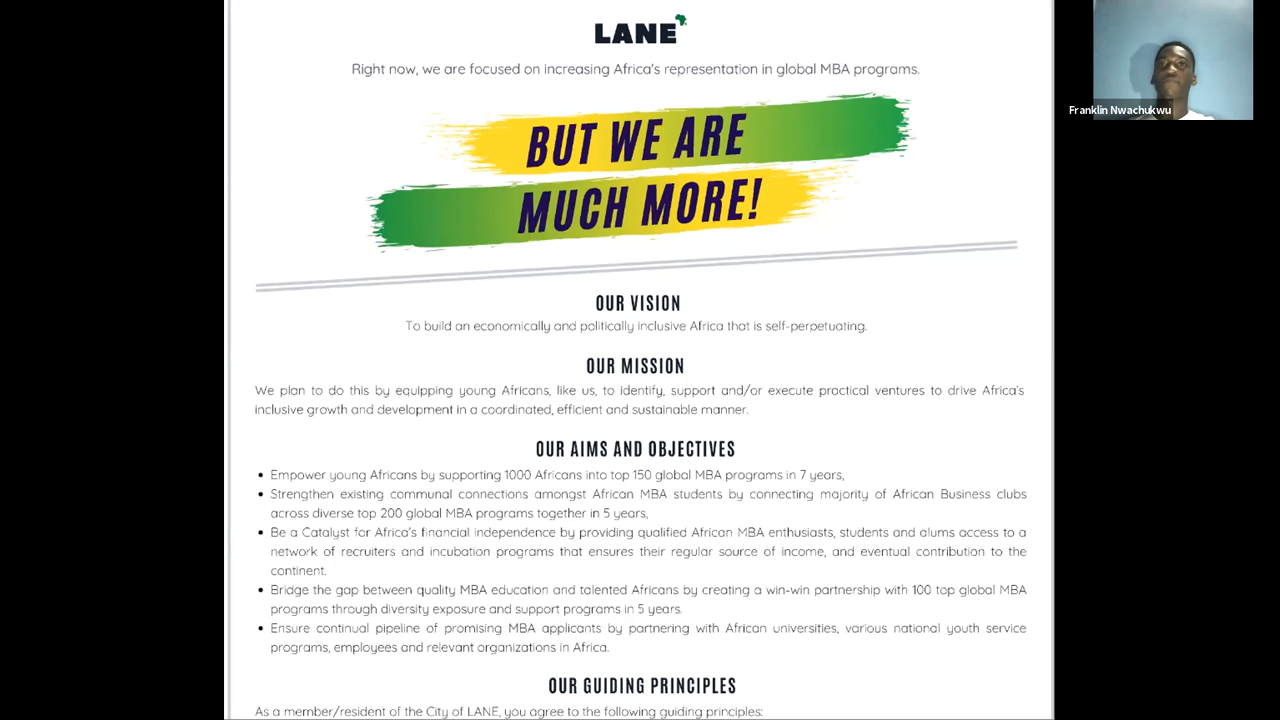 LANE
Right now, we are focused on increasing Africa's representation in global MBA programs.
BUT WE ARE
MUCH MORE!
OUR VISION
To build an economically and politically inclusive Africa that is self-perpetuating.
OUR MISSION
We plan to do this by equipping young Africans, like us, to identify, support and/or execute practical ventures to drive Africa's
inclusive growth and development in a coordinated, efficient and sustainable manner.
OUR AIMS AND OBJECTIVES
• Empower young Africans by supporting 1000 Africans into top 150 global MBA programs in 7 years,
• Strengthen existing communal connections amongst African MBA students by connecting majority of African Business clubs
across diverse top 200 global MBA programs together in 5 years,
• Be a Catalyst for Africa's financial independence by providing qualified African MBA enthusiasts, students and alums access to a
network of recruiters and incubation programs that ensures their regular source of income, and eventual contribution to the
continent.
• Bridge the gap between quality MBA education and talented Africans by creating a win-win partnership with 100 top global MBA
programs through diversity exposure and support programs in 5 years.
• Ensure continual pipeline of promising MBA applicants by partnering with African universities, various national youth service
programs, employees and relevant organizations in Africa.
OUR GUIDING PRINCIPLES
As a member/resident of the City of LANE, you agree to the following guiding principles:
Franklin Nwachukwu